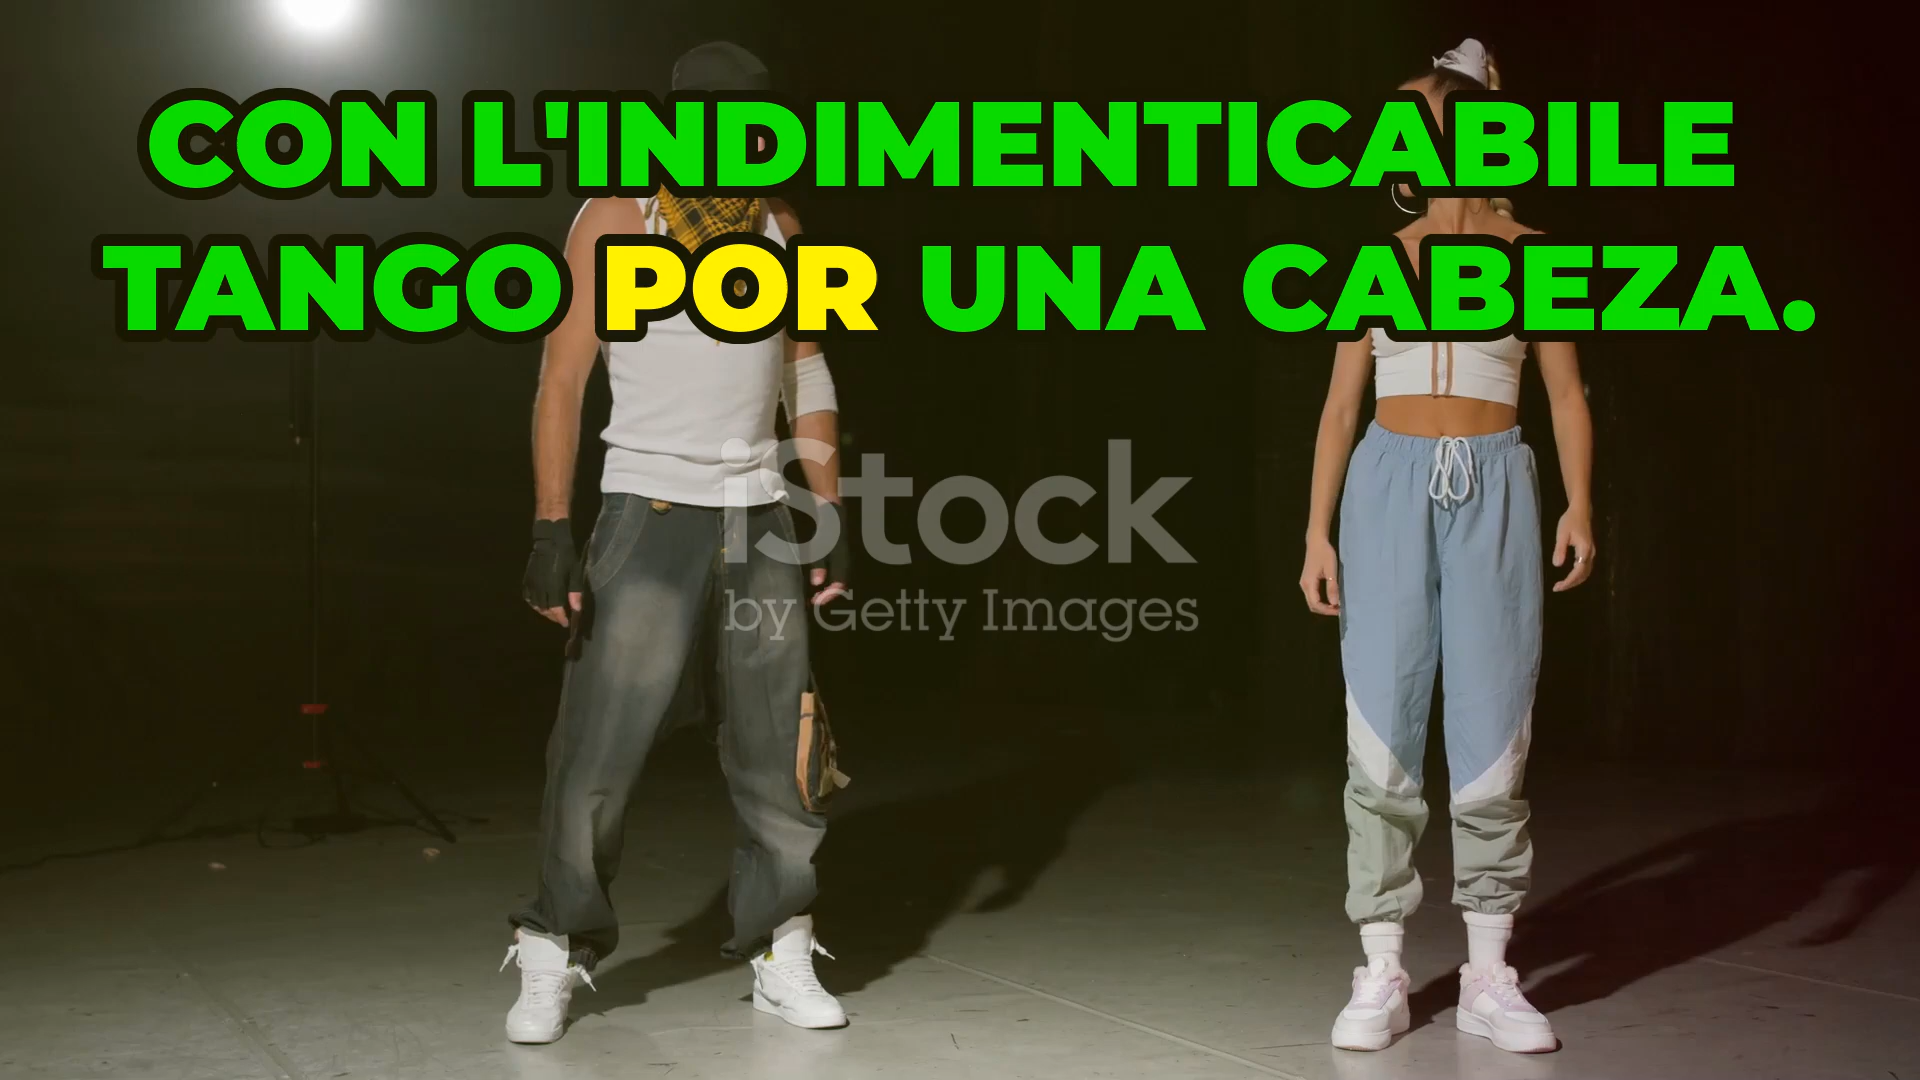 CON L'INDIMENTICABILE
TANGO POR UNA CABEZA.
iStock
by Getty Images